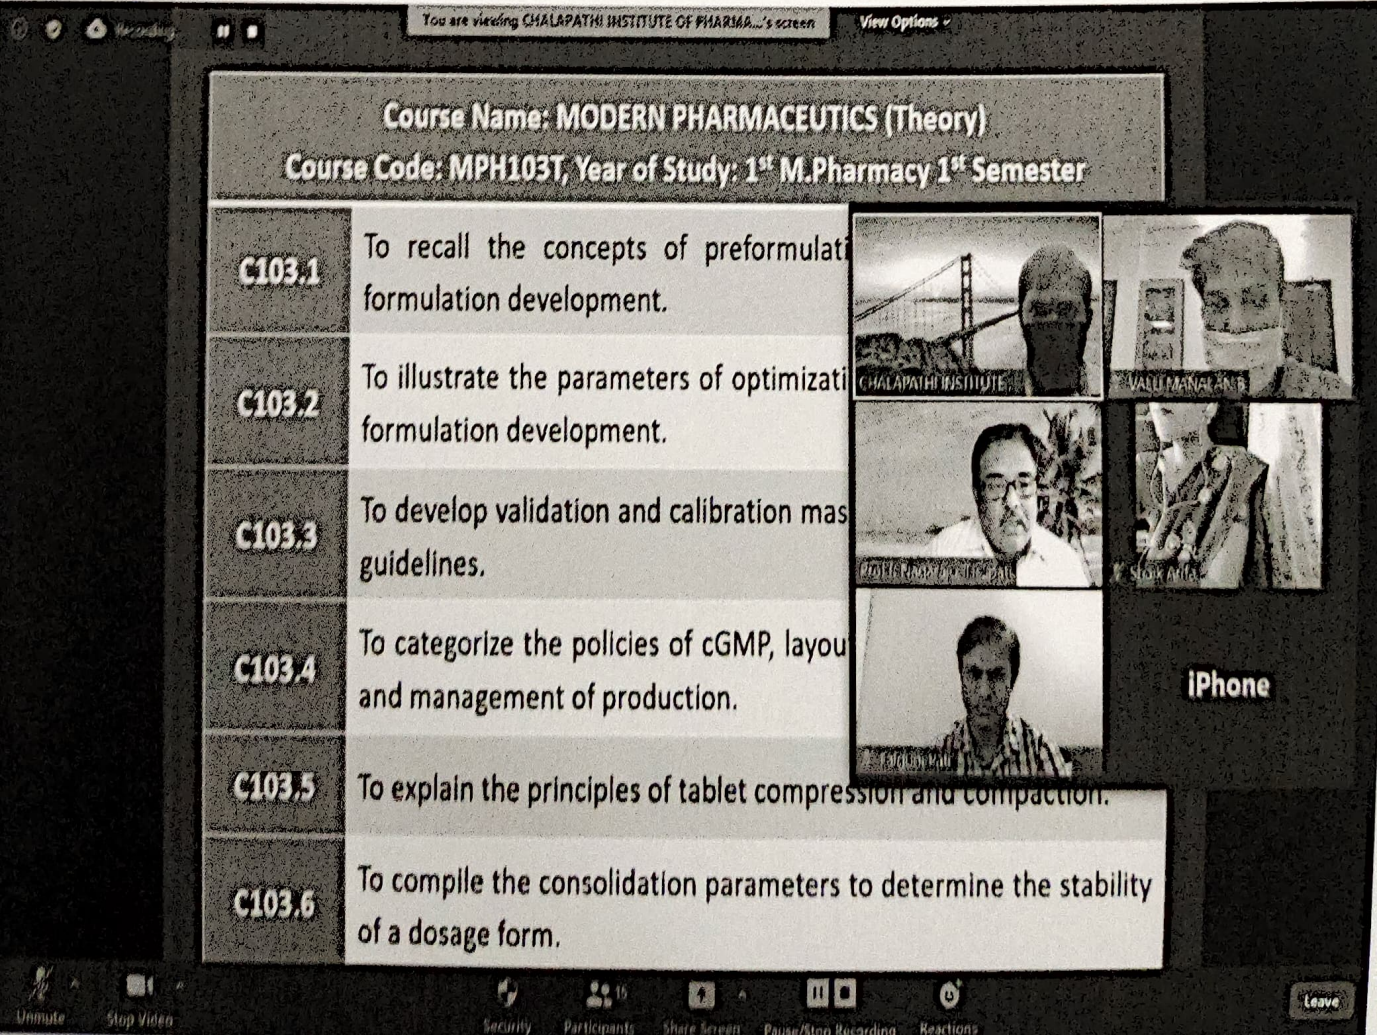 Recording
You are viewing CHALAPATHI INSTITUTE OF PHARMA...'s screen
View Options
Course Name: MODERN PHARMACEUTICS (Theory)
Course Code: MPH103T, Year of Study: 1st M.Pharmacy 1st Semester
C103.1
To recall the concepts of preformulati
formulation development.
C103.2
To illustrate the parameters of optimizati
formulation development.
C103.3
To develop validation and calibration mas
guidelines.
C103.4
To categorize the policies of cGMP, layou
and management of production.
C103.5
To explain the principles of tablet compression and compaction.
C103.6
To compile the consolidation parameters to determine the stability
of a dosage form.
CHALAPATHI INSTITUTE...
VALLI MANALAN B
iPhone
Unmute
Stop Video
Security
Participants
16
Share Screen
Pause/Stop Recording
Reactions
Leave